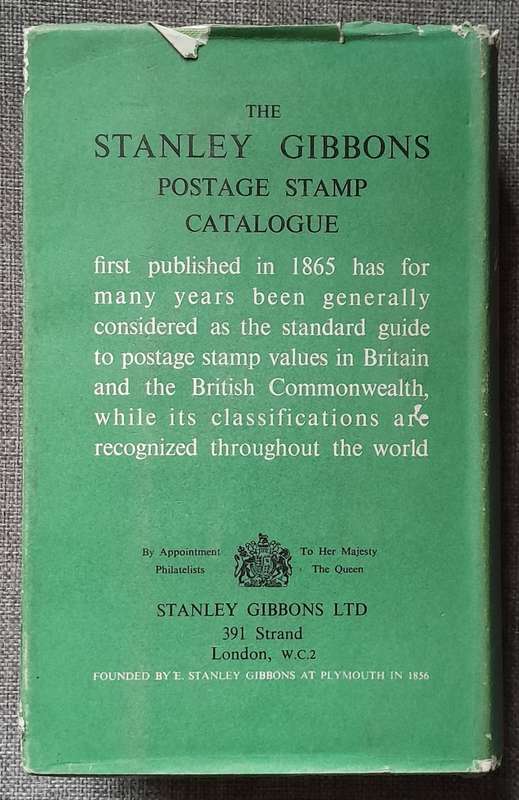 THE
STANLEY GIBBONS
POSTAGE STAMP
CATALOGUE
first published in 1865 has for
many years been generally
considered as the standard guide
to postage stamp values in Britain
and the British Commonwealth,
while its classifications are
recognized throughout the world
By Appointment To Her Majesty
Philatelists The Queen
STANLEY GIBBONS LTD
391 Strand
London, W.C.2
FOUNDED BY E. STANLEY GIBBONS AT PLYMOUTH IN 1856